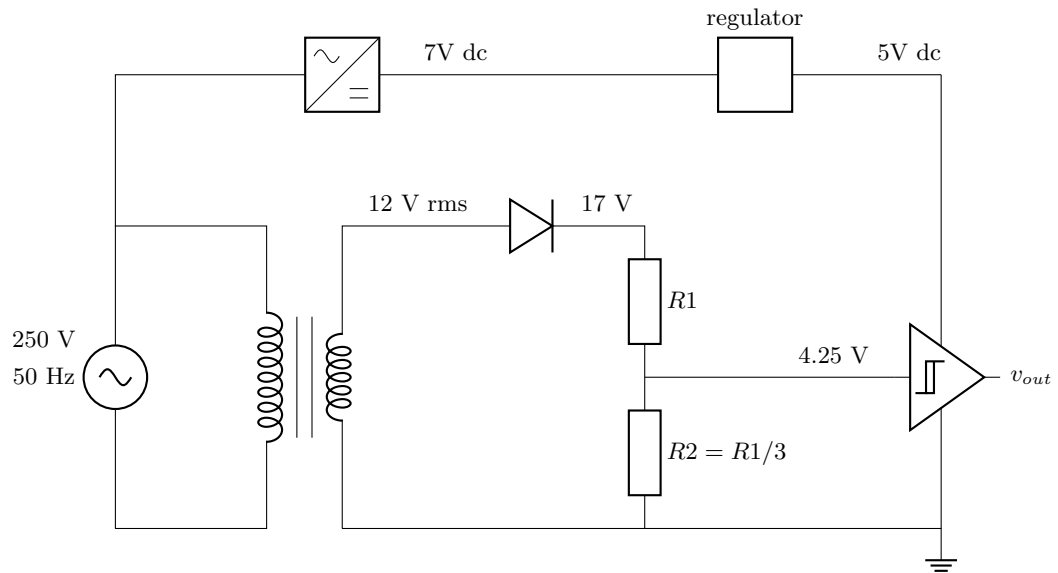 regulator
7V dc
5V dc
12 V rms
17 V
R1
250 V
50 Hz
4.25 V
v_out
R2 = R1/3